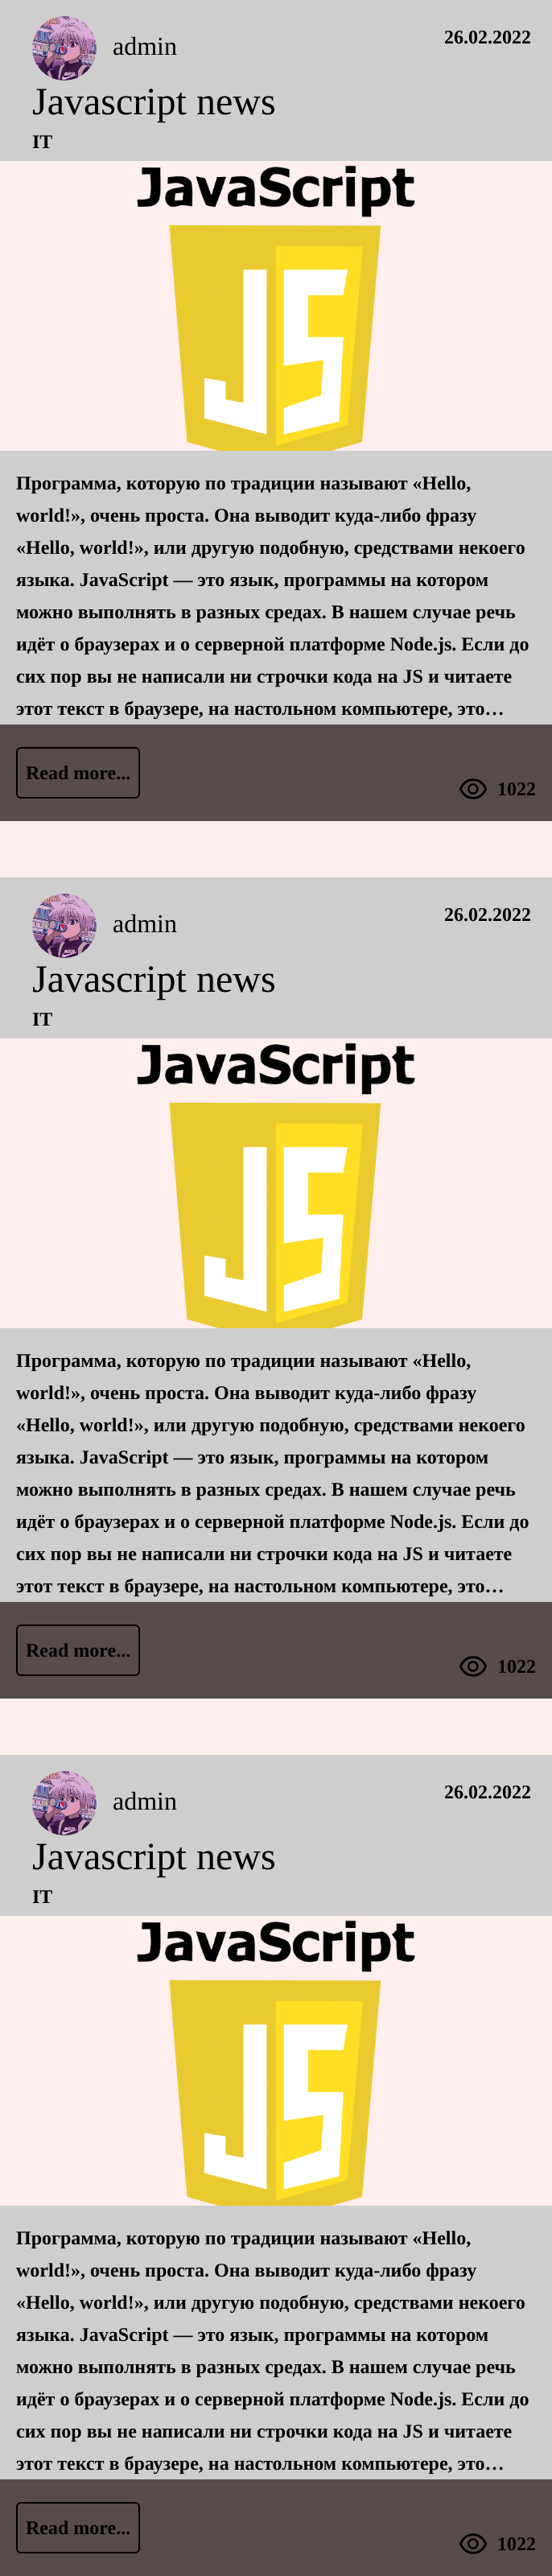 admin
26.02.2022
Javascript news
IT
JavaScript
JS
Программа, которую по традиции называют «Hello,
world!», очень проста. Она выводит куда-либо фразу
«Hello, world!», или другую подобную, средствами некоего
языка. JavaScript — это язык, программы на котором
можно выполнять в разных средах. В нашем случае речь
идёт о браузерах и о серверной платформе Node.js. Если до
сих пор вы не написали ни строчки кода на JS и читаете
этот текст в браузере, на настольном компьютере, это…
Read more...
1022
admin
26.02.2022
Javascript news
IT
JavaScript
JS
Программа, которую по традиции называют «Hello,
world!», очень проста. Она выводит куда-либо фразу
«Hello, world!», или другую подобную, средствами некоего
языка. JavaScript — это язык, программы на котором
можно выполнять в разных средах. В нашем случае речь
идёт о браузерах и о серверной платформе Node.js. Если до
сих пор вы не написали ни строчки кода на JS и читаете
этот текст в браузере, на настольном компьютере, это…
Read more...
1022
admin
26.02.2022
Javascript news
IT
JavaScript
JS
Программа, которую по традиции называют «Hello,
world!», очень проста. Она выводит куда-либо фразу
«Hello, world!», или другую подобную, средствами некоего
языка. JavaScript — это язык, программы на котором
можно выполнять в разных средах. В нашем случае речь
идёт о браузерах и о серверной платформе Node.js. Если до
сих пор вы не написали ни строчки кода на JS и читаете
этот текст в браузере, на настольном компьютере, это…
Read more...
1022